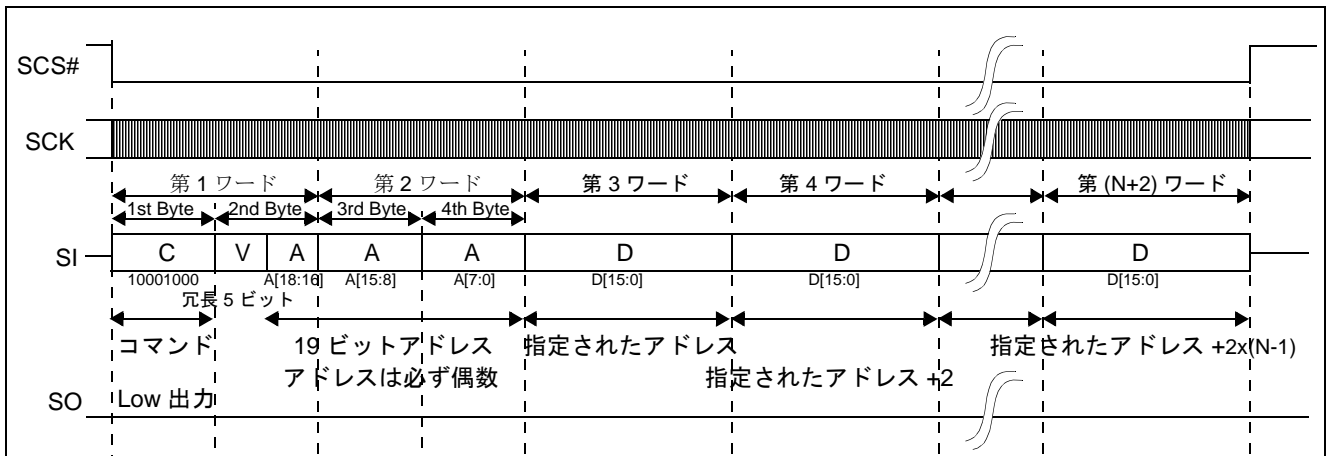 SCS#
SCK
第 1 ワード 第 2 ワード 第 3 ワード 第 4 ワード 第 (N+2) ワード
1st Byte 2nd Byte 3rd Byte 4th Byte
SI C V A A A D D D
10001000 A[18:16] A[15:8] A[7:0] D[15:0] D[15:0] D[15:0]
冗長 5 ビット
コマンド 19 ビットアドレス 指定されたアドレス 指定されたアドレス +2x(N-1)
アドレスは必ず偶数 指定されたアドレス +2
SO Low 出力